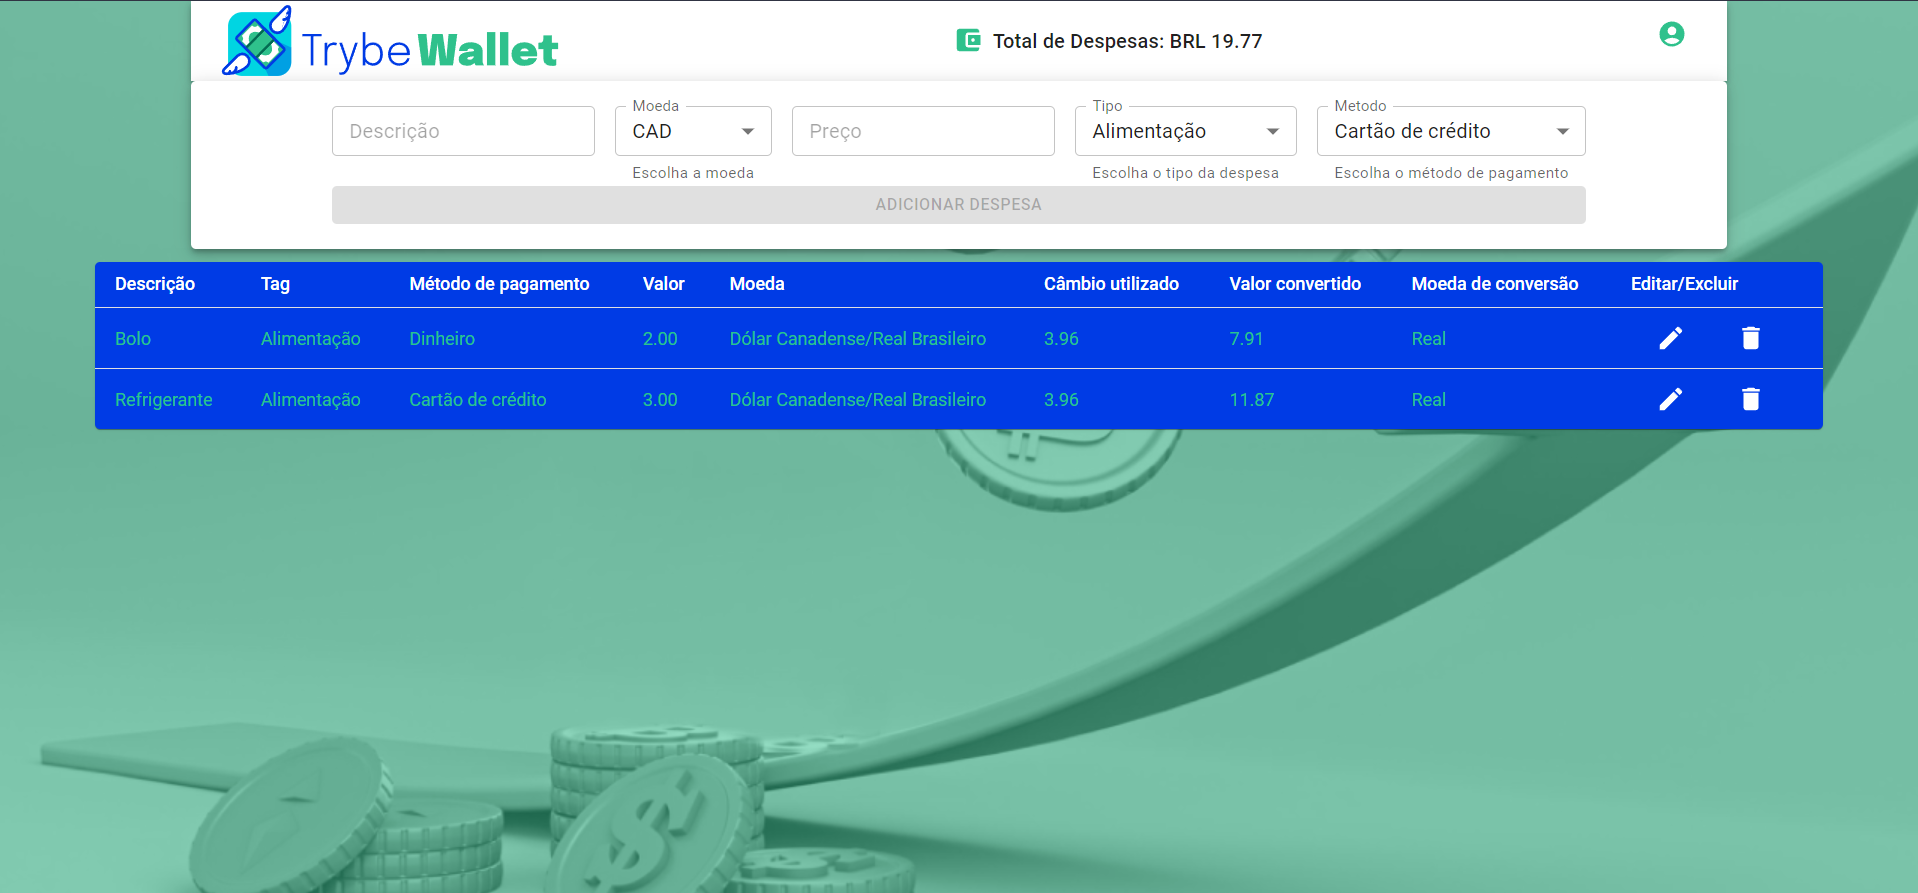 Trybe Wallet
Total de Despesas: BRL 19.77
Descrição
Moeda
CAD
Escolha a moeda
Preço
Tipo
Alimentação
Escolha o tipo da despesa
Metodo
Cartão de crédito
Escolha o método de pagamento
ADICIONAR DESPESA
Descrição Tag Método de pagamento Valor Moeda Câmbio utilizado Valor convertido Moeda de conversão Editar/Excluir
Bolo Alimentação Dinheiro 2.00 Dólar Canadense/Real Brasileiro 3.96 7.91 Real
Refrigerante Alimentação Cartão de crédito 3.00 Dólar Canadense/Real Brasileiro 3.96 11.87 Real
$